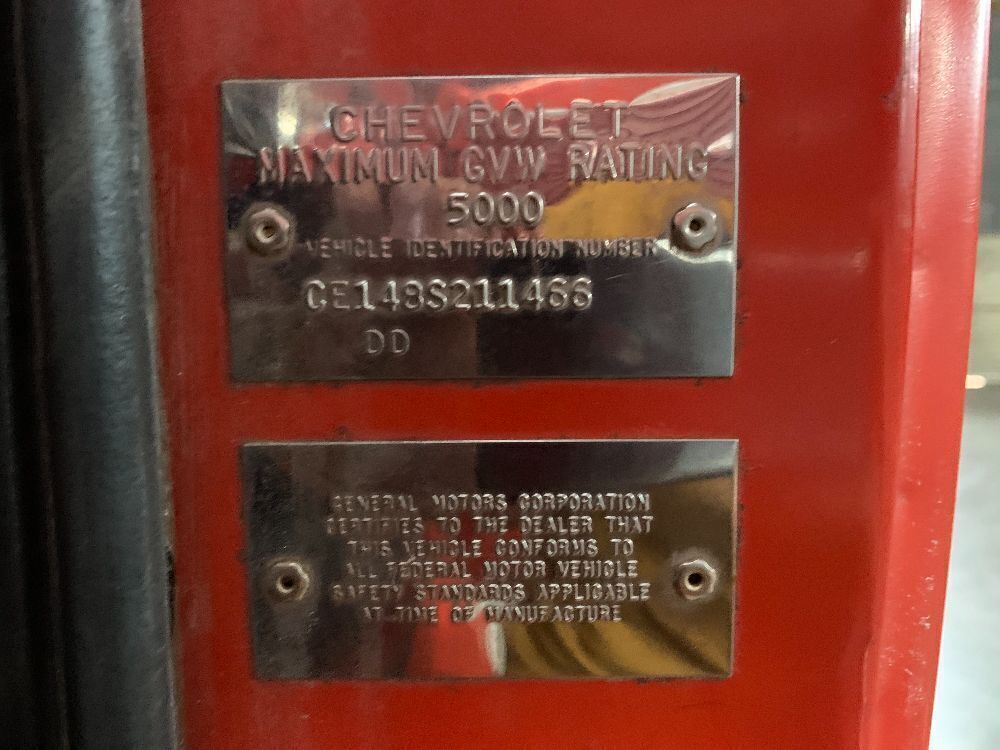 CHEVROLET
MAXIMUM GVW RATING
5000
VEHICLE IDENTIFICATION NUMBER
CE148S211466
DD
GENERAL MOTORS CORPORATION
CERTIFIES TO THE DEALER THAT
THIS VEHICLE CONFORMS TO
ALL FEDERAL MOTOR VEHICLE
SAFETY STANDARDS APPLICABLE
AT TIME OF MANUFACTURE